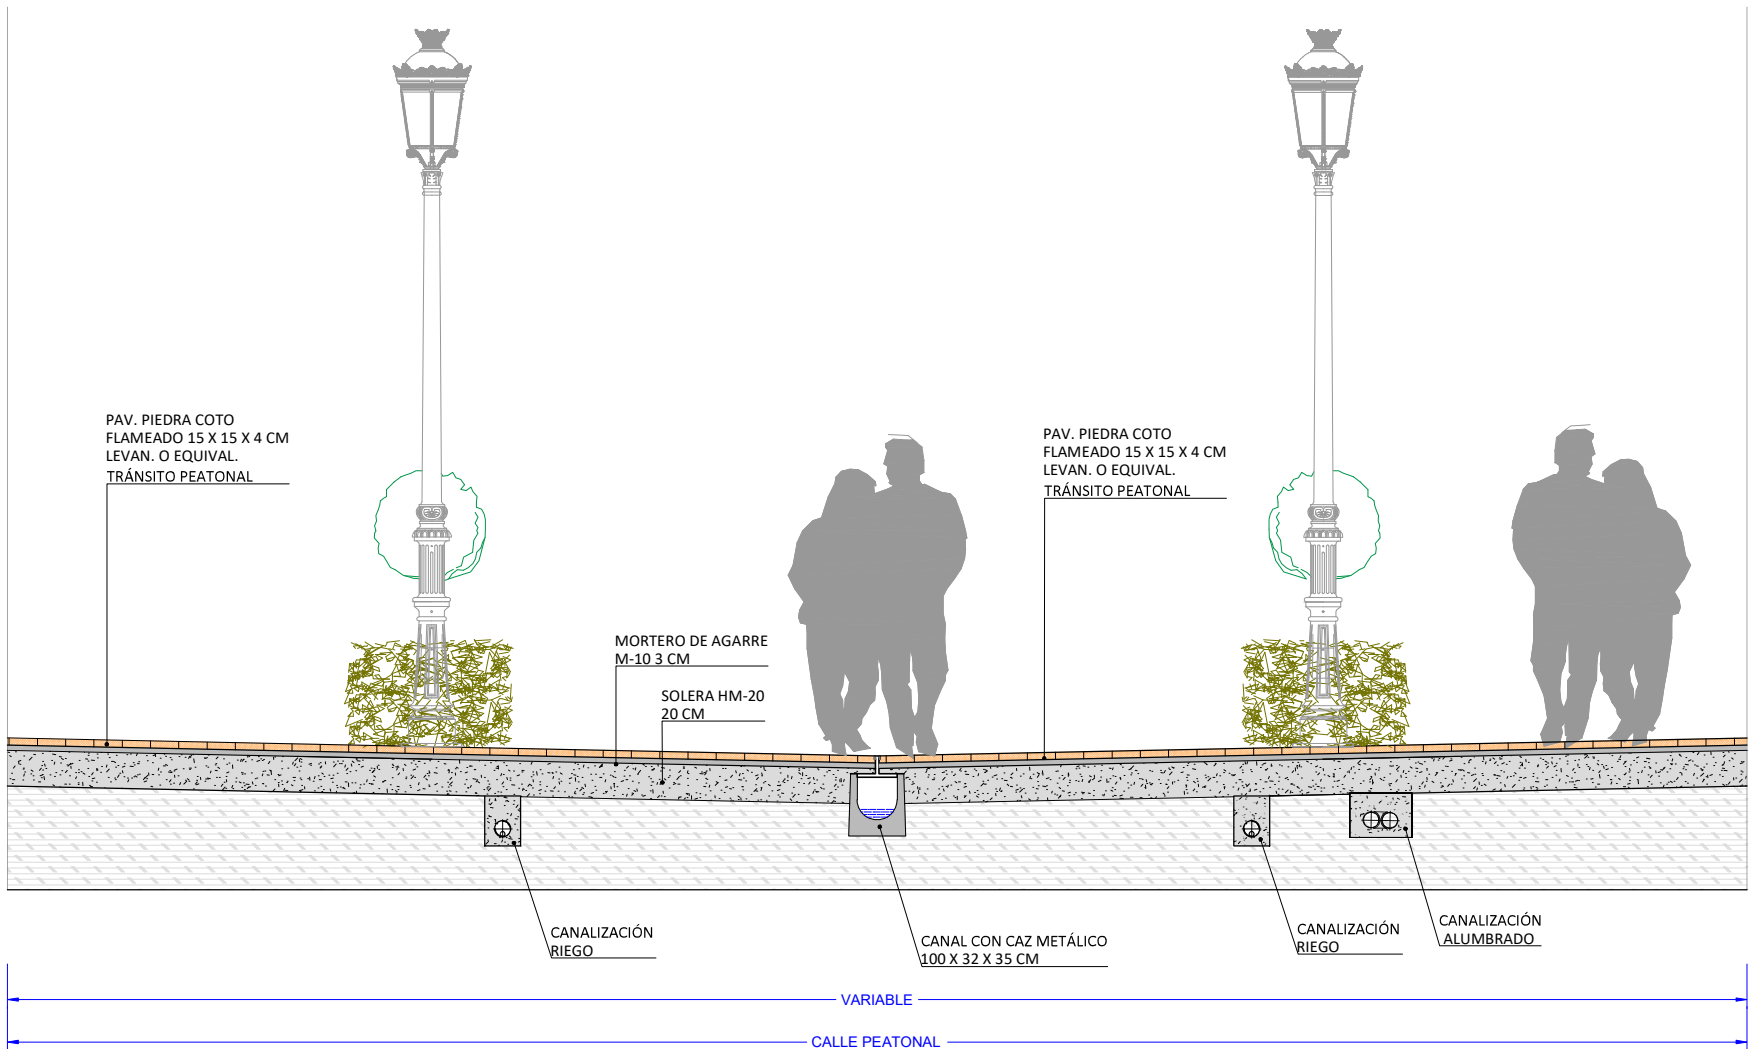 PAV. PIEDRA COTO
FLAMEADO 15 X 15 X 4 CM
LEVAN. O EQUIVAL.
TRÁNSITO PEATONAL
PAV. PIEDRA COTO
FLAMEADO 15 X 15 X 4 CM
LEVAN. O EQUIVAL.
TRÁNSITO PEATONAL
MORTERO DE AGARRE
M-10 3 CM
SOLERA HM-20
20 CM
CANALIZACIÓN
RIEGO
CANAL CON CAZ METÁLICO
100 X 32 X 35 CM
CANALIZACIÓN
RIEGO
CANALIZACIÓN
ALUMBRADO
VARIABLE
CALLE PEATONAL